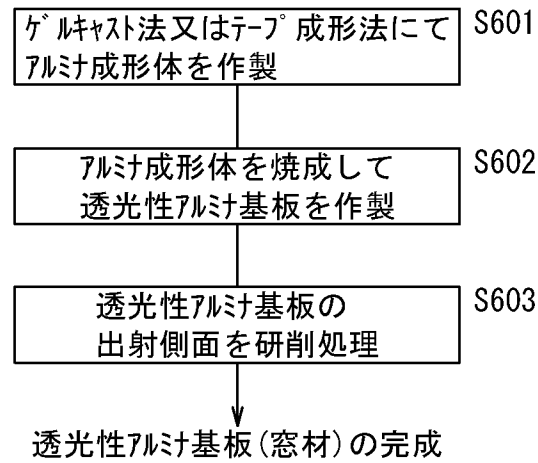 ゲルキャスト法又はテープ成形法にて S601
アルミナ成形体を作製
アルミナ成形体を焼成して S602
透光性アルミナ基板を作製
透光性アルミナ基板の S603
出射側面を研削処理
透光性アルミナ基板(窓材)の完成